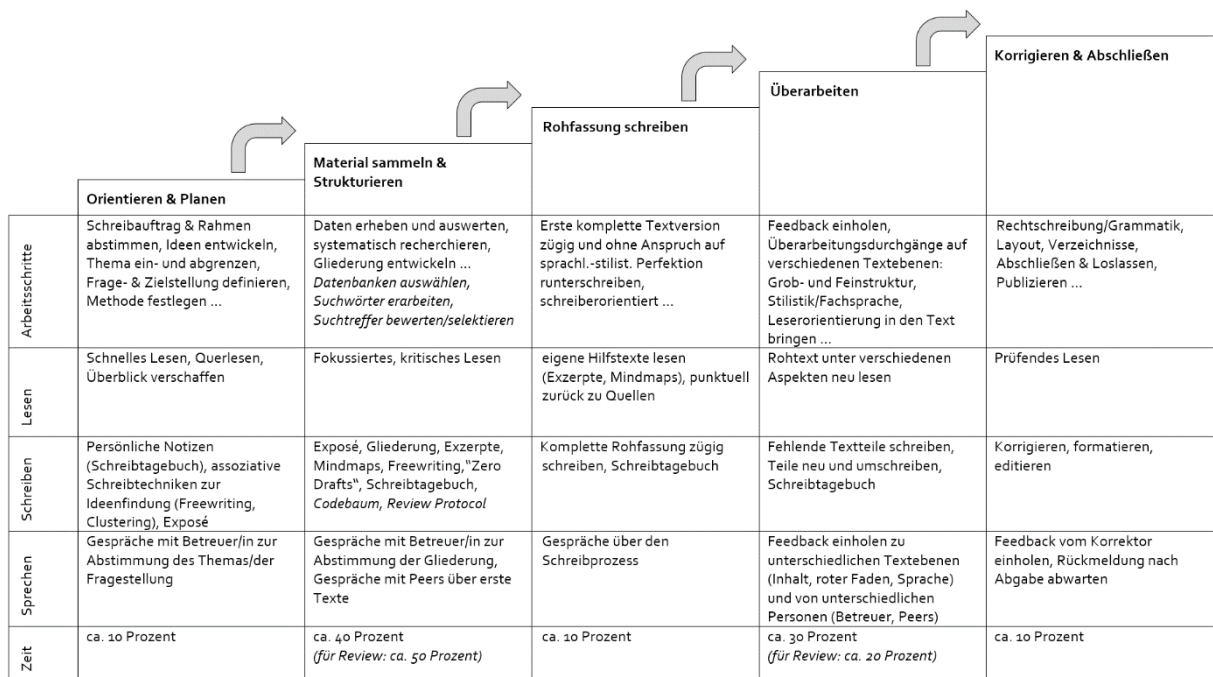 Korrigieren & Abschließen
Überarbeiten
Rohfassung schreiben
Material sammeln &
Strukturieren
Orientieren & Planen
Arbeitsschritte
Schreibauftrag & Rahmen
abstimmen, Ideen entwickeln,
Thema ein- und abgrenzen,
Frage- & Zielstellung definieren,
Methode festlegen ...
Daten erheben und auswerten,
systematisch recherchieren,
Gliederung entwickeln ...
Datenbanken auswählen,
Suchwörter erarbeiten,
Suchtreffer bewerten/selektieren
Erste komplette Textversion
zügig und ohne Anspruch auf
sprachl.-stilist. Perfektion
runterschreiben,
schreiberorientiert ...
Feedback einholen,
Überarbeitungsdurchgänge auf
verschiedenen Textebenen:
Grob- und Feinstruktur,
Stilistik/Fachsprache,
Leserorientierung in den Text
bringen ...
Rechtschreibung/Grammatik,
Layout, Verzeichnisse,
Abschließen & Loslassen,
Publizieren ...
Lesen
Schnelles Lesen, Querlesen,
Überblick verschaffen
Fokussiertes, kritisches Lesen
eigene Hilfstexte lesen
(Exzerpte, Mindmaps), punktuell
zurück zu Quellen
Rohtext unter verschiedenen
Aspekten neu lesen
Prüfendes Lesen
Schreiben
Persönliche Notizen
(Schreibtagebuch), assoziative
Schreibtechniken zur
Ideenfindung (Freewriting,
Clustering), Exposé
Exposé, Gliederung, Exzerpte,
Mindmaps, Freewriting,"Zero
Drafts", Schreibtagebuch,
Codebaum, Review Protocol
Komplette Rohfassung zügig
schreiben, Schreibtagebuch
Fehlende Textteile schreiben,
Teile neu und umschreiben,
Schreibtagebuch
Korrigieren, formatieren,
editieren
Sprechen
Gespräche mit Betreuer/in zur
Abstimmung des Themas/der
Fragestellung
Gespräche mit Betreuer/in zur
Abstimmung der Gliederung,
Gespräche mit Peers über erste
Texte
Gespräche über den
Schreibprozess
Feedback einholen zu
unterschiedlichen Textebenen
(Inhalt, roter Faden, Sprache)
und von unterschiedlichen
Personen (Betreuer, Peers)
Feedback vom Korrektor
einholen, Rückmeldung nach
Abgabe abwarten
Zeit
ca. 10 Prozent
ca. 40 Prozent
(für Review: ca. 50 Prozent)
ca. 10 Prozent
ca. 30 Prozent
(für Review: ca. 20 Prozent)
ca. 10 Prozent